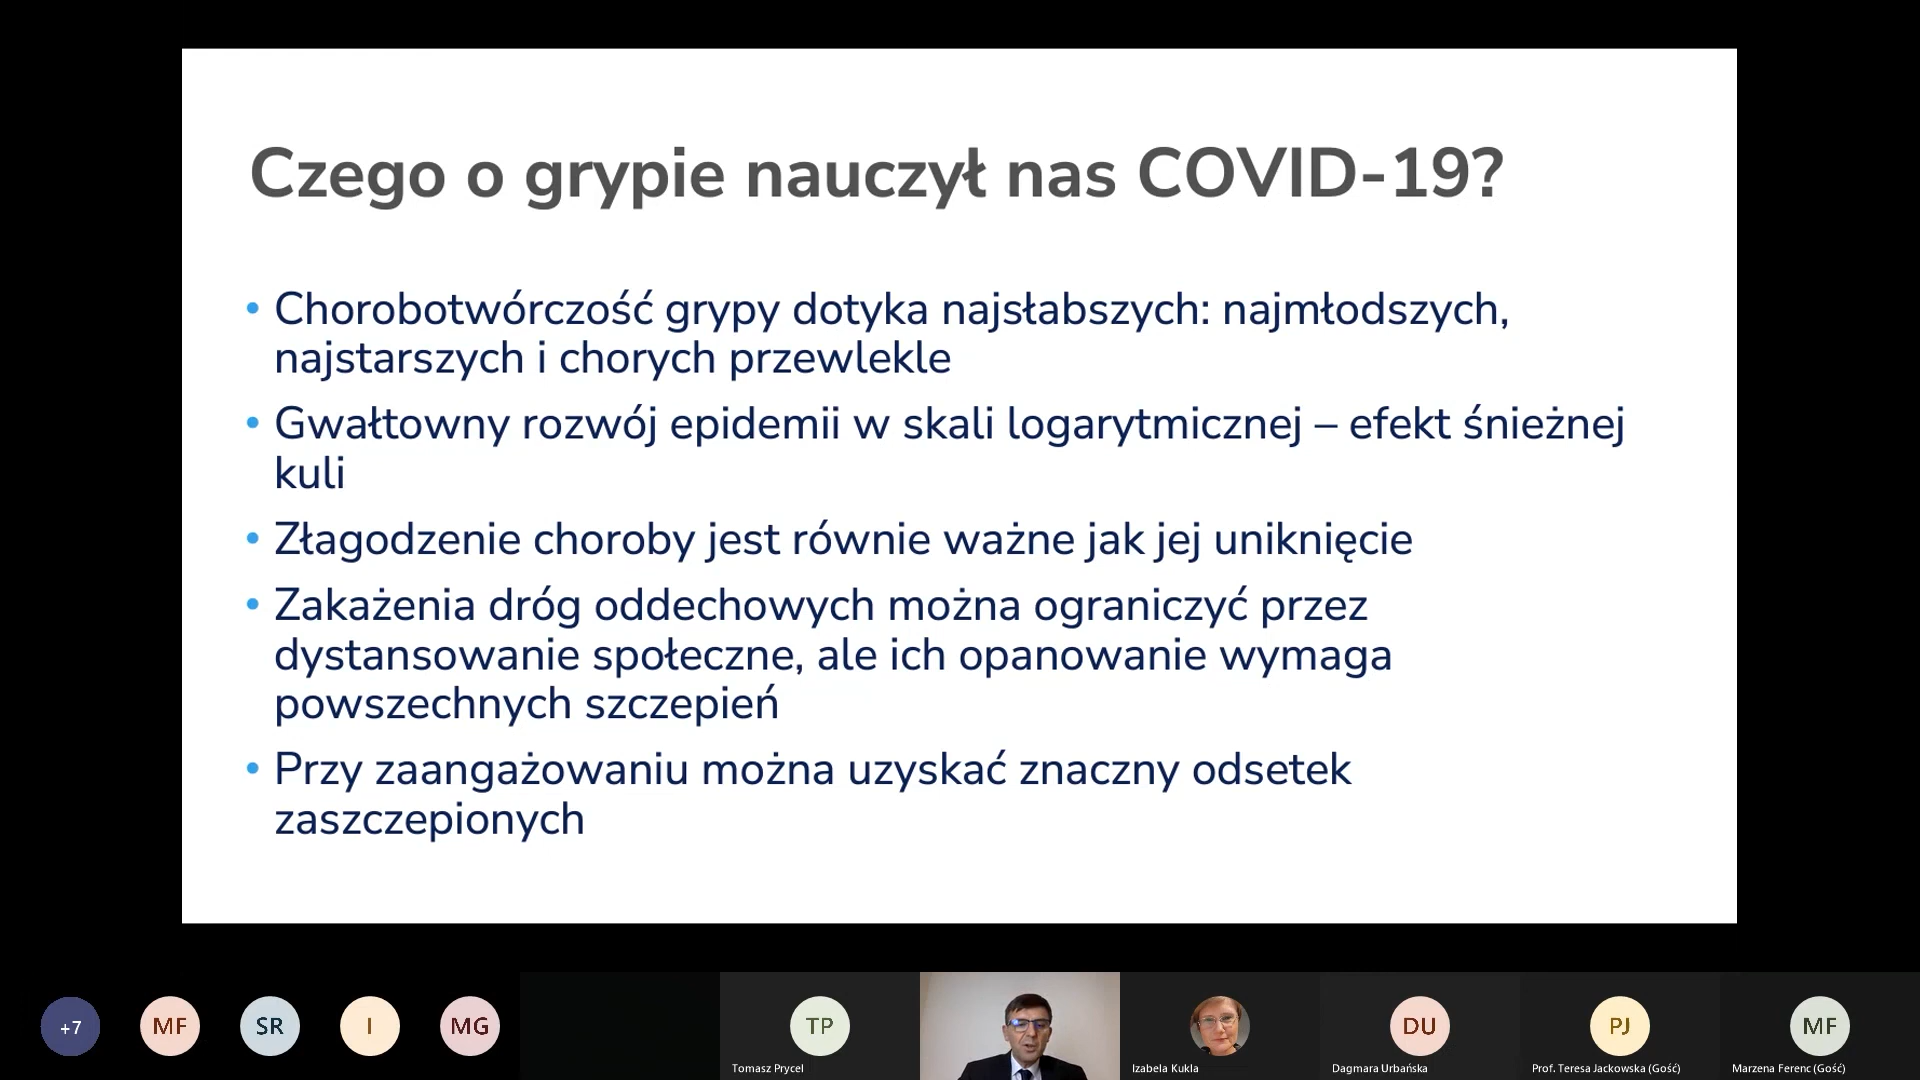 Czego o grypie nauczył nas COVID-19?
• Chorobotwórczość grypy dotyka najsłabszych: najmłodszych,
najstarszych i chorych przewlekle
• Gwałtowny rozwój epidemii w skali logarytmicznej – efekt śnieżnej
kuli
• Złagodzenie choroby jest równie ważne jak jej uniknięcie
• Zakażenia dróg oddechowych można ograniczyć przez
dystansowanie społeczne, ale ich opanowanie wymaga
powszechnych szczepień
• Przy zaangażowaniu można uzyskać znaczny odsetek
zaszczepionych
+7 MF SR I MG TP DU PJ MF
Tomasz Prycel Izabela Kukla Dagmara Urbańska Prof. Teresa Jackowska (Gość) Marzena Ferenc (Gość)